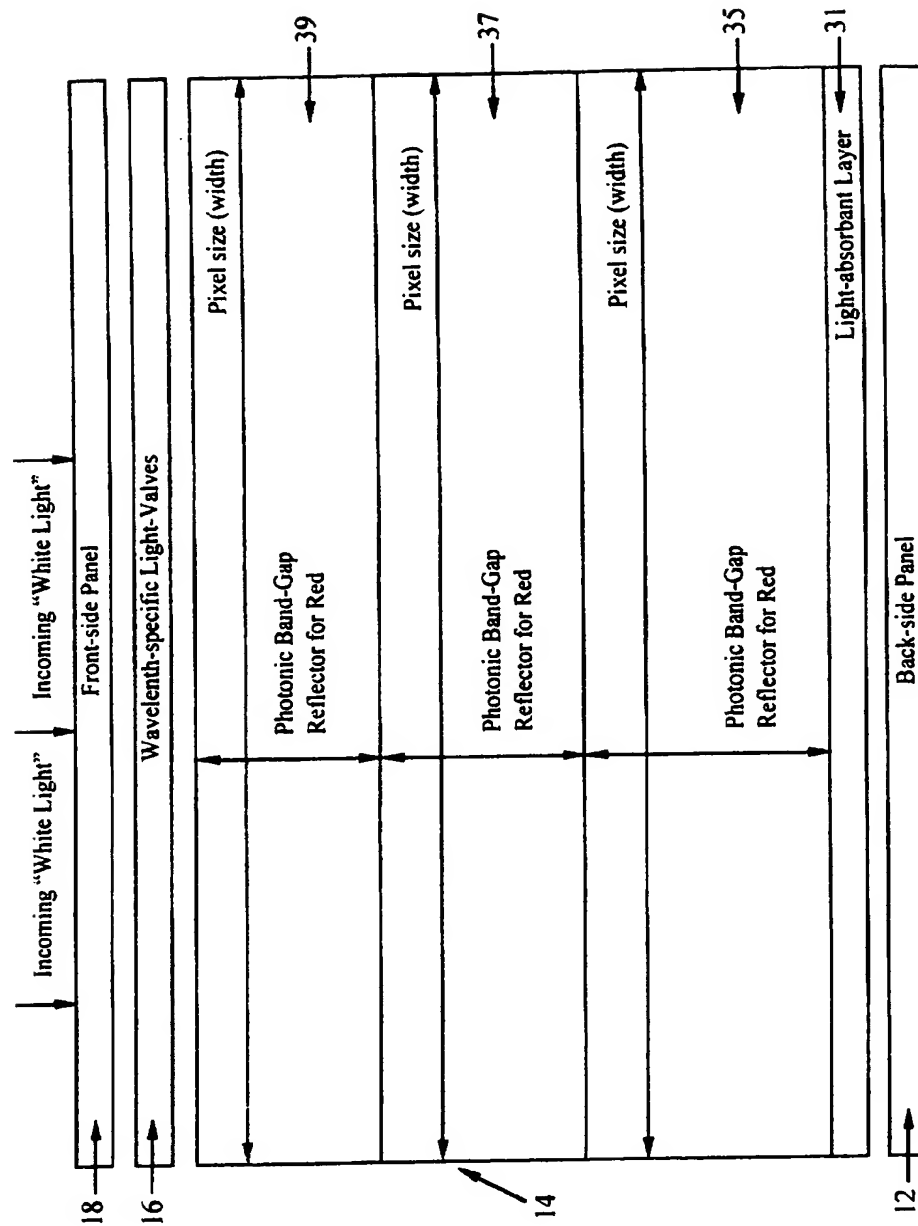 Incoming "White Light"
Incoming "White Light"
18
Front-side Panel
16
Wavelenth-specific Light-Valves
Pixel size (width)
39
Photonic Band-Gap
Reflector for Red
Pixel size (width)
37
Photonic Band-Gap
Reflector for Red
14
Pixel size (width)
35
Photonic Band-Gap
Reflector for Red
Light-absorbant Layer
31
12
Back-side Panel